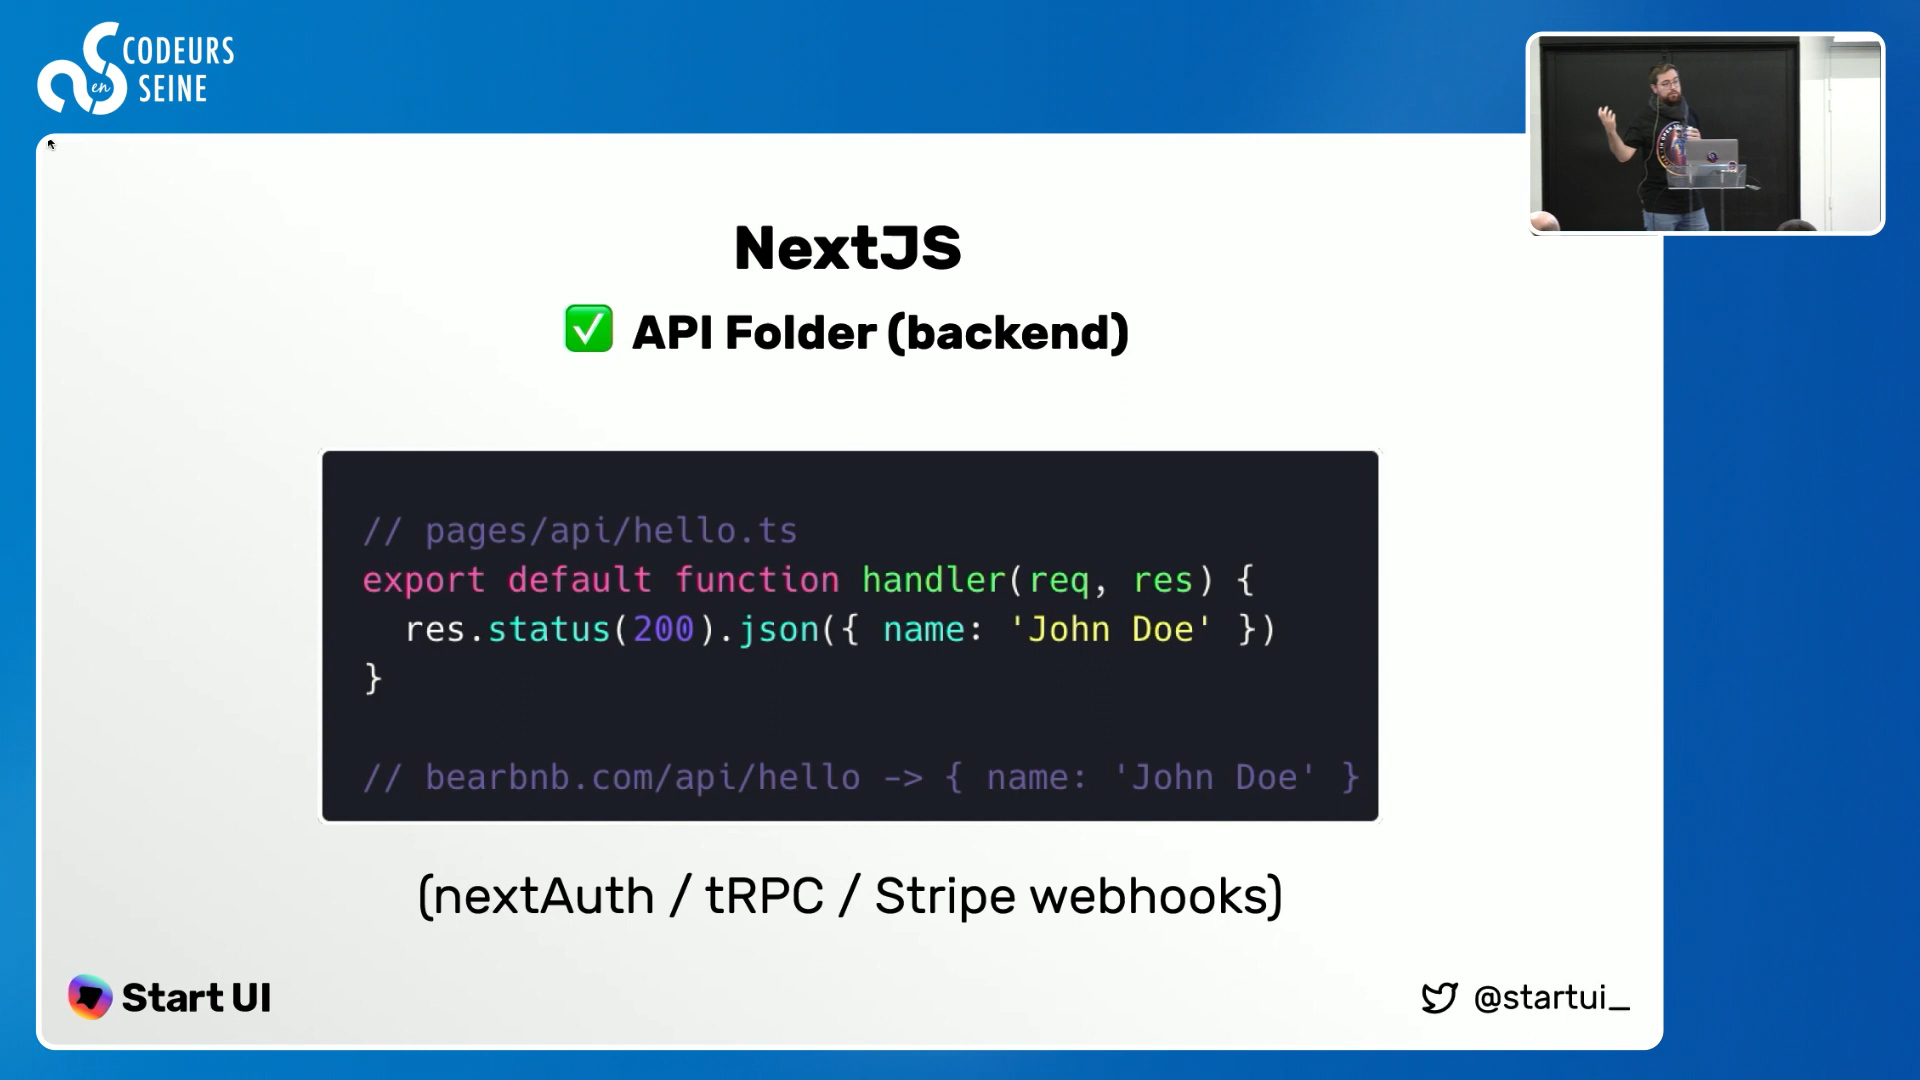 CODEURS
en
SEINE
NextJS
✅ API Folder (backend)
// pages/api/hello.ts
export default function handler(req, res) {
  res.status(200).json({ name: 'John Doe' })
}
// bearbnb.com/api/hello -> { name: 'John Doe' }
(nextAuth / tRPC / Stripe webhooks)
Start UI
@startui_